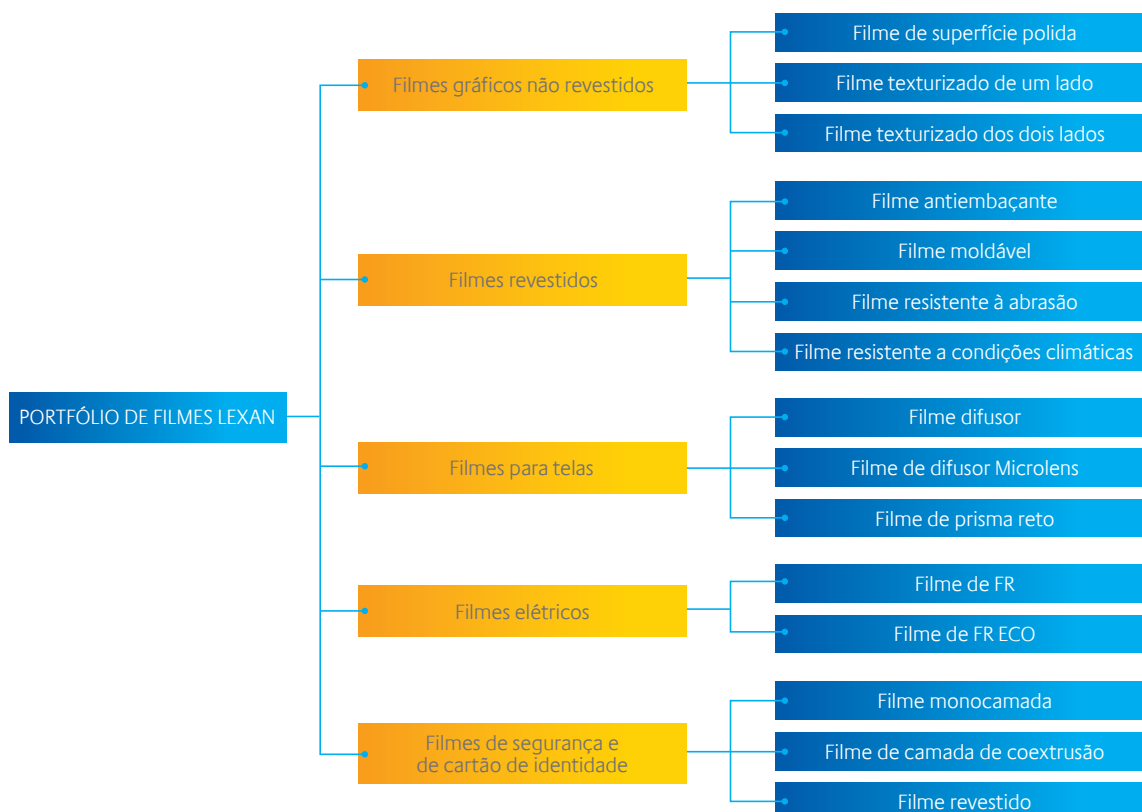 PORTFÓLIO DE FILMES LEXAN
Filmes gráficos não revestidos
Filme de superfície polida
Filme texturizado de um lado
Filme texturizado dos dois lados
Filmes revestidos
Filme antiembaçante
Filme moldável
Filme resistente à abrasão
Filme resistente a condições climáticas
Filmes para telas
Filme difusor
Filme de difusor Microlens
Filme de prisma reto
Filmes elétricos
Filme de FR
Filme de FR ECO
Filmes de segurança e
de cartão de identidade
Filme monocamada
Filme de camada de coextrusão
Filme revestido